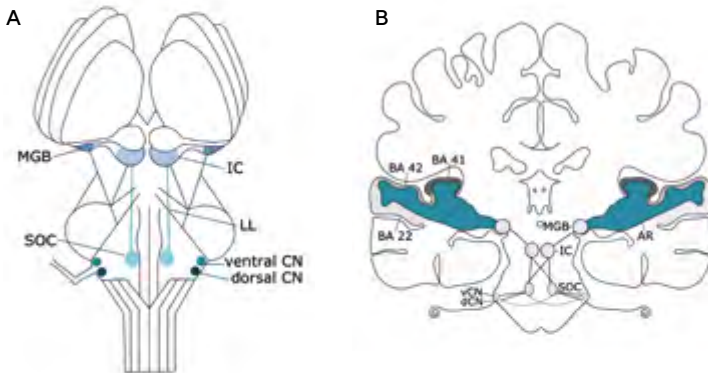 A
MGB
IC
LL
SOC
ventral CN
dorsal CN
B
BA 42
BA 41
BA 22
MGB
AR
IC
SOC
vCN
dCN